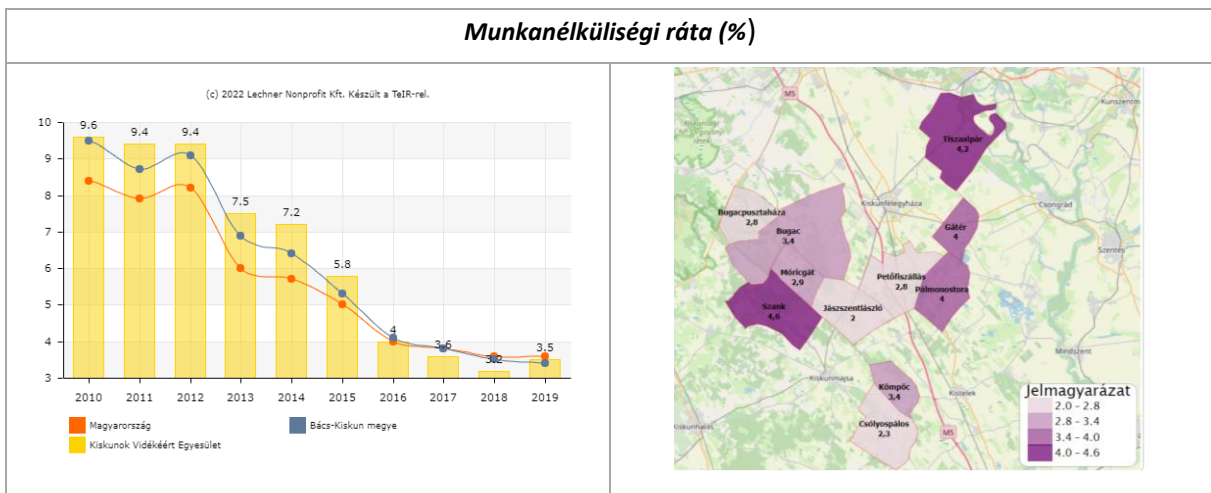 Munkanélküliségi ráta (%)
(c) 2022 Lechner Nonprofit Kft. Készült a TeIR-rel.
10
9
8
7
6
5
4
3
9.6
9.4
9.4
7.5
7.2
5.8
4
3.6
3.2
3.5
2010
2011
2012
2013
2014
2015
2016
2017
2018
2019
Magyarország
Bács-Kiskun megye
Kiskunok Vidékéért Egyesület
M5
Kunszentm
Tiszaalpár
4,2
Kiskunfélegyháza
Csongrád
Bugacpusztaháza
2,8
Bugac
3,4
Gátér
4
Szentes
Móricgát
2,9
Petőfiszállás
2,8
Pálmonostora
4
Szank
4,6
Jászszentlászló
2
Mindszent
Kiskunmajsa
Kömpöc
3,4
Kistelek
Csólyospálos
2,3
Kiskunhalas
M5
Jelmagyarázat
2.0 - 2.8
2.8 - 3.4
3.4 - 4.0
4.0 - 4.6